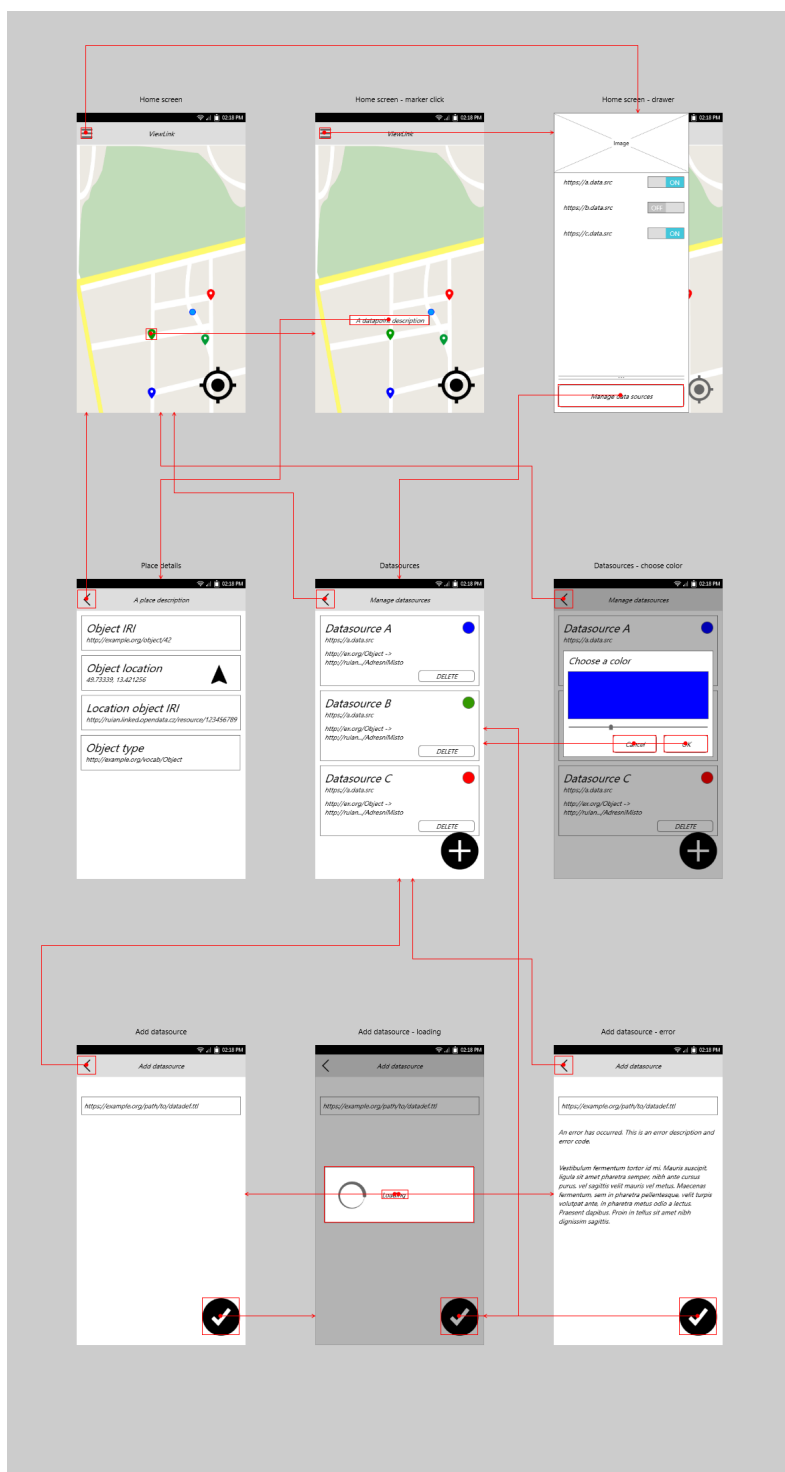 Home screen
Home screen - marker click
Home screen - drawer
02:18 PM
ViewLink
02:18 PM
ViewLink
A datapoint description
02:18 PM
Image
https://a.data.src
ON
https://b.data.src
OFF
https://c.data.src
ON
...
Manage data sources
Place details
Datasources
Datasources - choose color
02:18 PM
A place description
Object IRI
http://example.org/object/42
Object location
49.73339, 13.421256
Location object IRI
http://ruian.linked.opendata.cz/resource/123456789
Object type
http://example.org/vocab/Object
02:18 PM
Manage datasources
Datasource A
https://a.data.src
http://ex.org/Object ->
http://ruian.../AdresniMisto
DELETE
Datasource B
https://a.data.src
http://ex.org/Object ->
http://ruian.../AdresniMisto
DELETE
Datasource C
https://a.data.src
http://ex.org/Object ->
http://ruian.../AdresniMisto
DELETE
02:18 PM
Manage datasources
Datasource A
https://a.data.src
Choose a color
Cancel
OK
Datasource C
https://a.data.src
http://ex.org/Object ->
http://ruian.../AdresniMisto
DELETE
Add datasource
Add datasource - loading
Add datasource - error
02:18 PM
Add datasource
https://example.org/path/to/datadef.ttl
02:18 PM
Add datasource
https://example.org/path/to/datadef.ttl
Loading
02:18 PM
Add datasource
https://example.org/path/to/datadef.ttl
An error has occurred. This is an error description and
error code.
Vestibulum fermentum tortor id mi. Mauris suscipit,
ligula sit amet pharetra semper, nibh ante cursus
purus, vel sagittis velit mauris vel metus. Maecenas
fermentum, sem in pharetra pellentesque, velit turpis
volutpat ante, in pharetra metus odio a lectus.
Praesent dapibus. Proin in tellus sit amet nibh
dignissim sagittis.